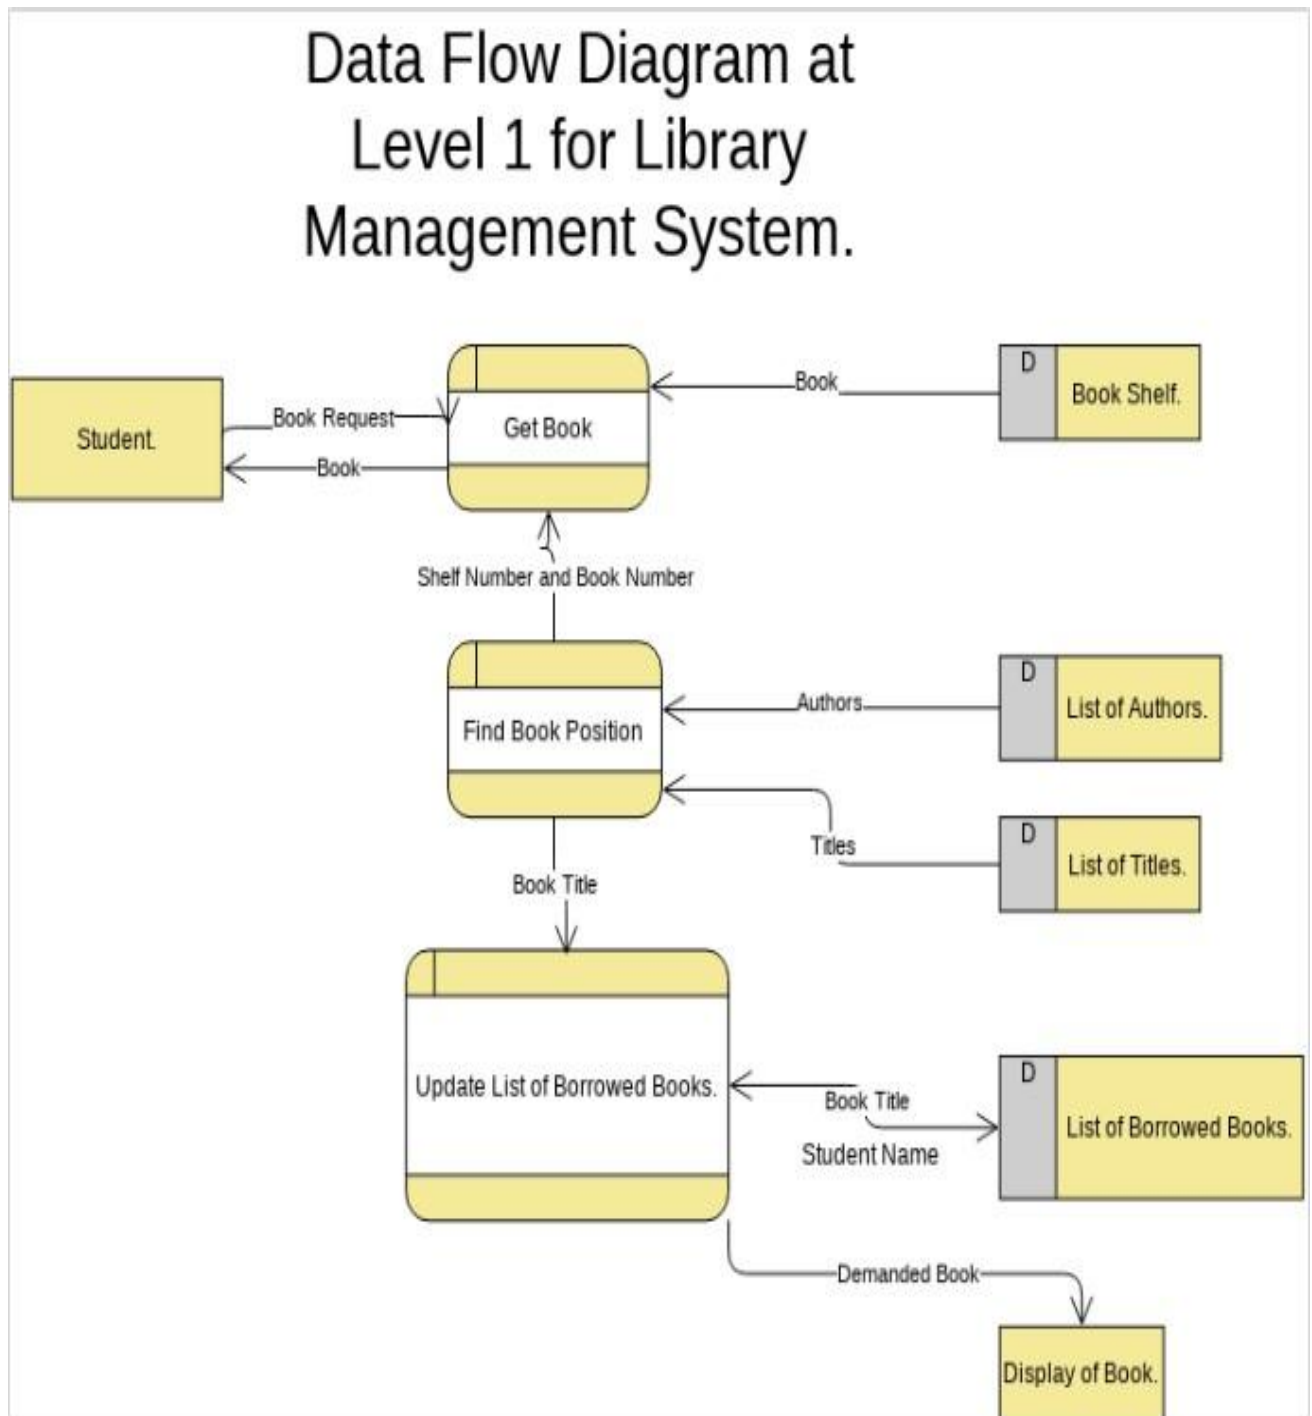 Data Flow Diagram at
Level 1 for Library
Management System.
D
Book
Book Shelf.
Book Request
Get Book
Student.
Book
Shelf Number and Book Number
D
Authors
List of Authors.
Find Book Position
D
Titles
List of Titles.
Book Title
D
Update List of Borrowed Books.
Book Title
List of Borrowed Books.
Student Name
Demanded Book
Display of Book.